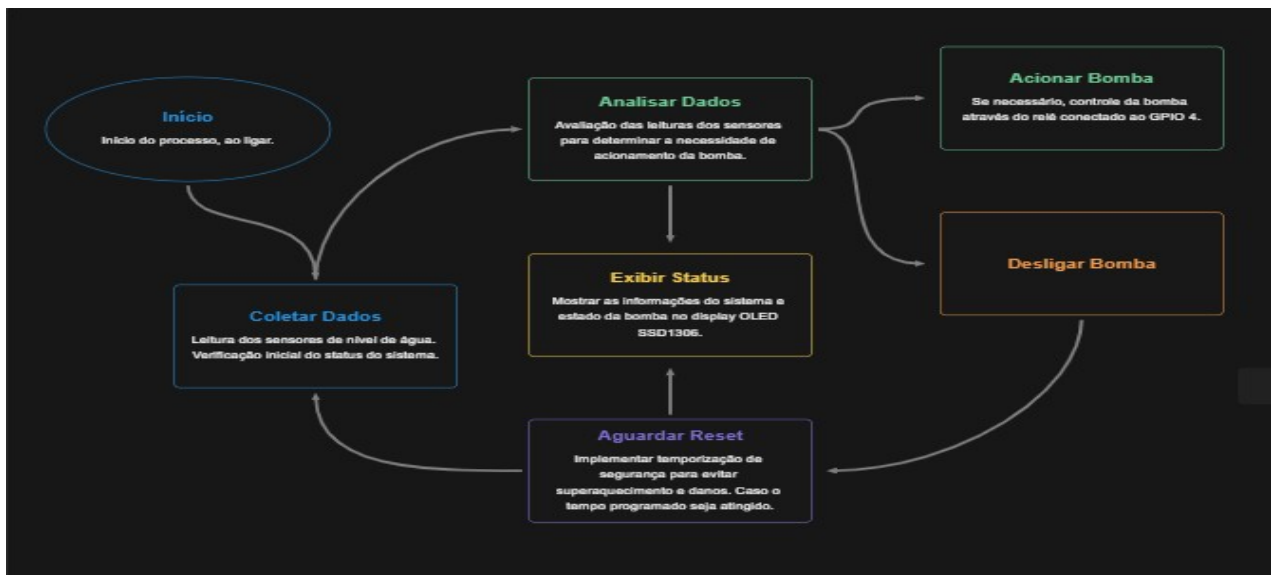 Início
Início do processo, ao ligar.
Analisar Dados
Avaliação das leituras dos sensores
para determinar a necessidade de
acionamento da bomba.
Acionar Bomba
Se necessário, controle da bomba
através do relé conectado ao GPIO 4.
Exibir Status
Mostrar as informações do sistema e
estado da bomba no display OLED
SSD1306.
Desligar Bomba
Coletar Dados
Leitura dos sensores de nível de água.
Verificação inicial do status do sistema.
Aguardar Reset
Implementar temporização de
segurança para evitar
superaquecimento e danos. Caso o
tempo programado seja atingido.